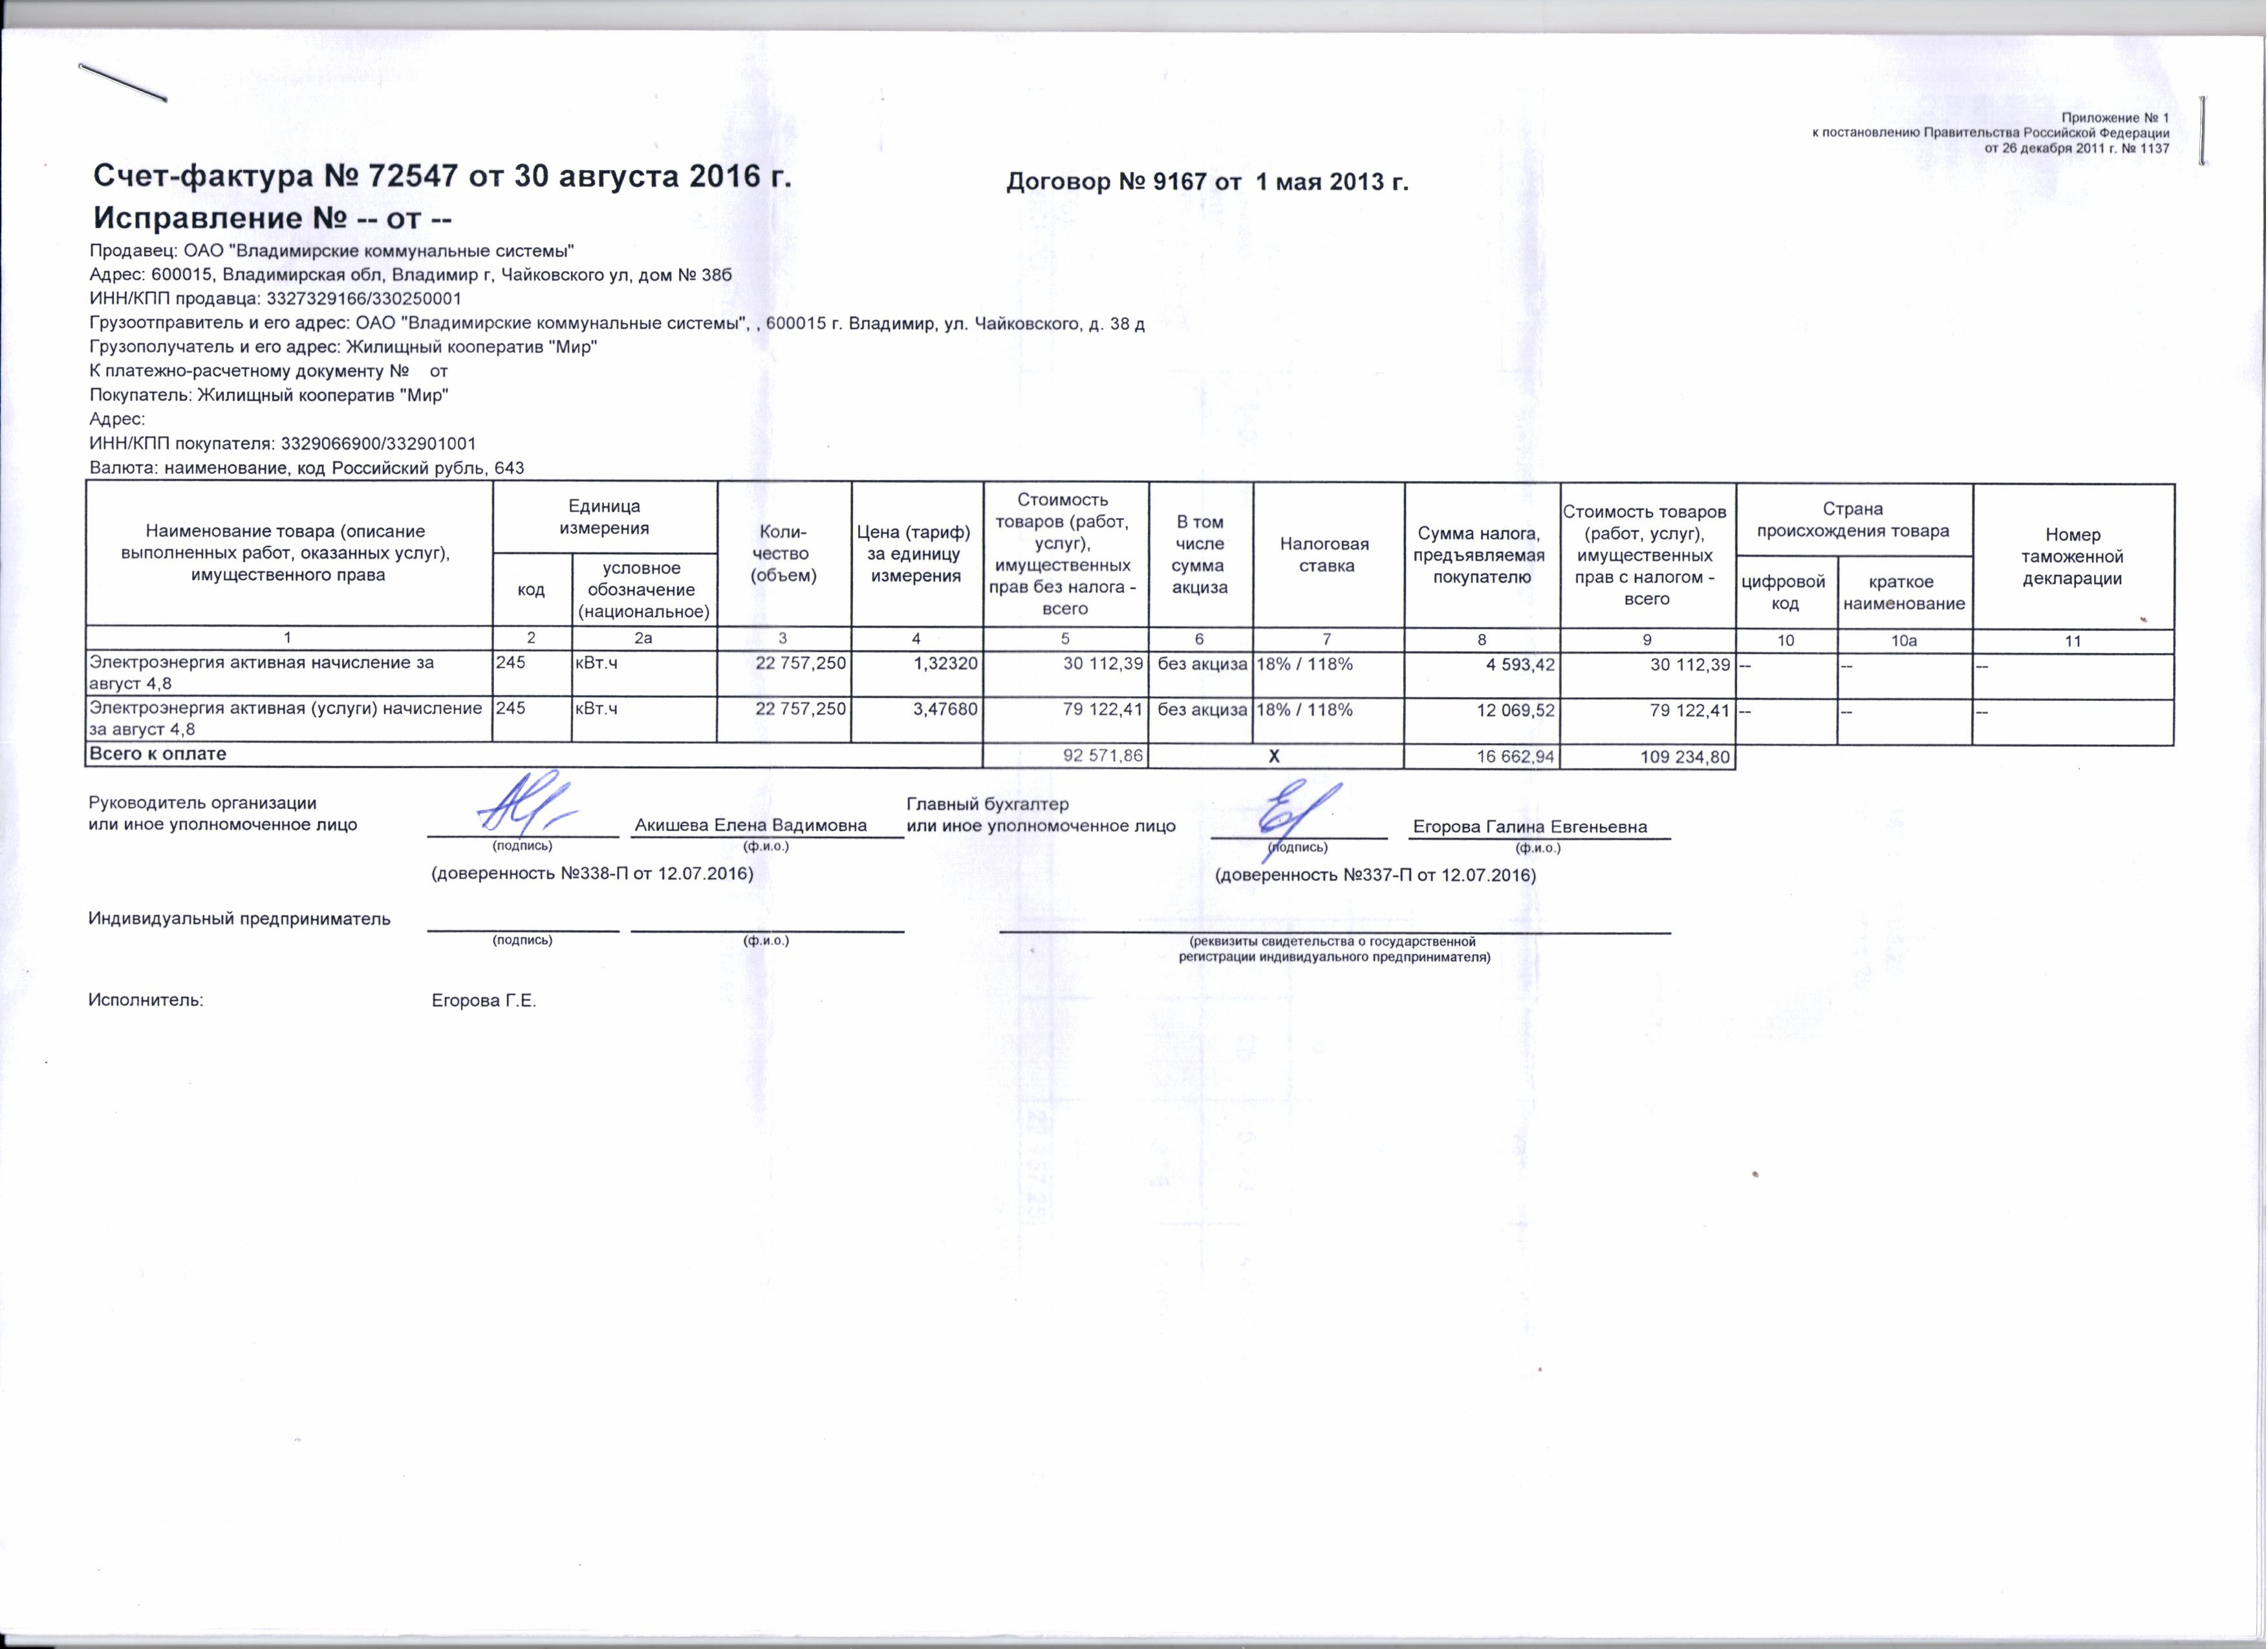 Приложение № 1
к постановлению Правительства Российской Федерации
от 26 декабря 2011 г. № 1137
Счет-фактура № 72547 от 30 августа 2016 г. Договор № 9167 от 1 мая 2013 г.
Исправление № -- от --
Продавец: ОАО "Владимирские коммунальные системы"
Адрес: 600015, Владимирская обл, Владимир г, Чайковского ул, дом № 38б
ИНН/КПП продавца: 3327329166/330250001
Грузоотправитель и его адрес: ОАО "Владимирские коммунальные системы", , 600015 г. Владимир, ул. Чайковского, д. 38 д
Грузополучатель и его адрес: Жилищный кооператив "Мир"
К платежно-расчетному документу № от
Покупатель: Жилищный кооператив "Мир"
Адрес:
ИНН/КПП покупателя: 3329066900/332901001
Валюта: наименование, код Российский рубль, 643
Наименование товара (описание
выполненных работ, оказанных услуг),
имущественного права
Единица
измерения
код
условное
обозначение
(национальное)
Коли-
чество
(объем)
Цена (тариф)
за единицу
измерения
Стоимость
товаров (работ,
услуг),
имущественных
прав без налога -
всего
В том
числе
сумма
акциза
Налоговая
ставка
Сумма налога,
предъявляемая
покупателю
Стоимость товаров
(работ, услуг),
имущественных
прав с налогом -
всего
Страна
происхождения товара
цифровой
код
краткое
наименование
Номер
таможенной
декларации
1 2 2а 3 4 5 6 7 8 9 10 10а 11
Электроэнергия активная начисление за 245 кВт.ч 22 757,250 1,32320 30 112,39 без акциза 18% / 118% 4 593,42 30 112,39 -- -- --
август 4,8
Электроэнергия активная (услуги) начисление 245 кВт.ч 22 757,250 3,47680 79 122,41 без акциза 18% / 118% 12 069,52 79 122,41 -- -- --
за август 4,8
Всего к оплате 92 571,86 Х 16 662,94 109 234,80
Руководитель организации
или иное уполномоченное лицо
Акишева Елена Вадимовна
(подпись) (ф.и.о.)
(доверенность №338-П от 12.07.2016)
Главный бухгалтер
или иное уполномоченное лицо
Егорова Галина Евгеньевна
(подпись) (ф.и.о.)
(доверенность №337-П от 12.07.2016)
Индивидуальный предприниматель
(подпись) (ф.и.о.)
(реквизиты свидетельства о государственной
регистрации индивидуального предпринимателя)
Исполнитель: Егорова Г.Е.